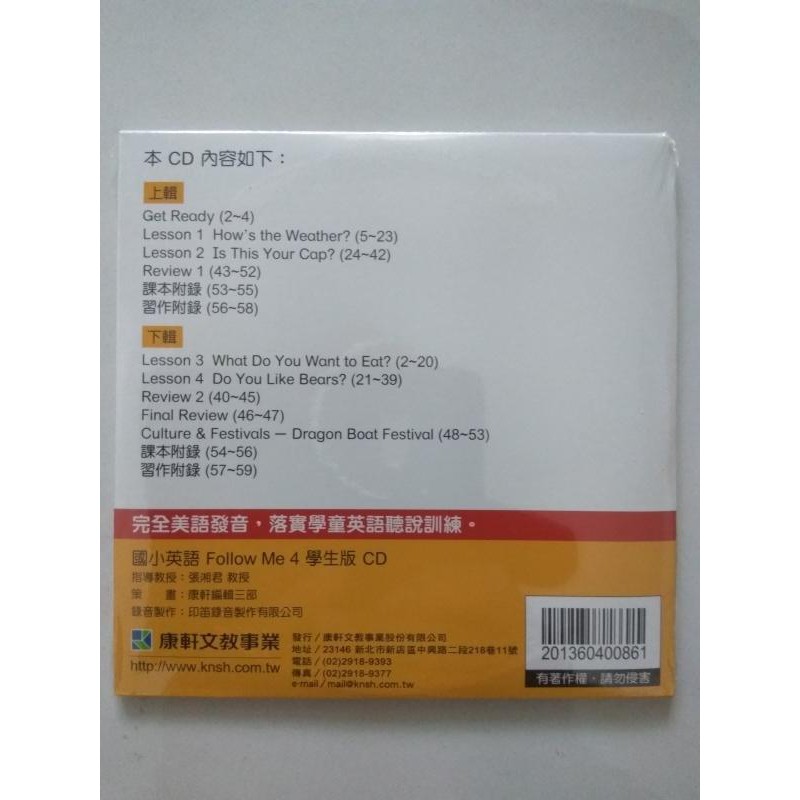 本 CD 內容如下：
上輯
Get Ready (2~4)
Lesson 1 How's the Weather? (5~23)
Lesson 2 Is This Your Cap? (24~42)
Review 1 (43~52)
課本附錄 (53~55)
習作附錄 (56~58)
下輯
Lesson 3 What Do You Want to Eat? (2~20)
Lesson 4 Do You Like Bears? (21~39)
Review 2 (40~45)
Final Review (46~47)
Culture & Festivals — Dragon Boat Festival (48~53)
課本附錄 (54~56)
習作附錄 (57~59)
完全美語發音，落實學童英語聽說訓練。
國小英語 Follow Me 4 學生版 CD
指導教授：張湘君 教授
策　畫：康軒編輯三部
錄音製作：印笛錄音製作有限公司
康軒文教事業
http://www.knsh.com.tw
發行／康軒文教事業股份有限公司
地址／23146 新北市新店區中興路二段218巷11號
電話／(02)2918-9393
傳真／(02)2918-9377
e-mail／mail@knsh.com.tw
201360400861
有著作權．請勿侵害